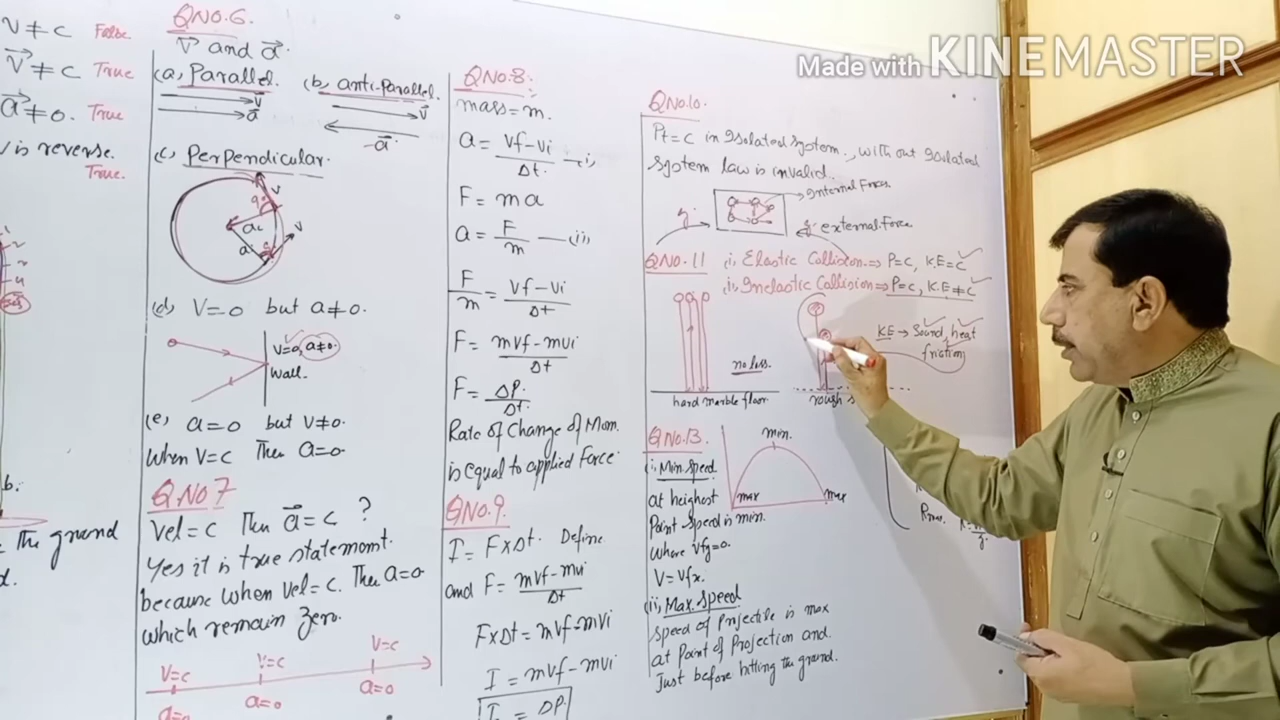 V ≠ C False
V⃗ ≠ C True
a⃗ ≠ 0. True
V is reverse.
True.
the ground
d.
b.
Q NO.6
V⃗ and a⃗.
(a) Parallel.
V⃗
a⃗
(b) anti-parallel.
V⃗
-a⃗
(c) Perpendicular.
V
90
ac
V
(d) V=0 but a≠0.
V=0, a≠0.
wall.
(e) a=0 but V≠0.
When V=C Then a=0
Q NO 7
Vel=C Then a⃗=C ?
Yes it is true statemomt.
because when Vel=C. Then a=0
which remain Zero.
V=C V=C V=C
a=0 a=0 a=0
Q NO.8:
mass = m.
a = Vf-Vi/Δt. —(i)
F = ma
a = F/m —(ii)
F/m = Vf-Vi/Δt
F = mVf-mVi/Δt
F = ΔP./Δt.
Rate of Change of Mom.
is equal to applied Force
Q NO.9.
I = F×Δt. Define
and F = mVf-mVi/Δt
F×Δt = mVf-mVi
I = mVf-mVi
I = ΔP.
Made with KINEMASTER
Q NO.10.
Pt=C in Isolated System., with out Isolated
System law is invalid.
Internal Forces
external Force
Q NO. 11 (i) Elastic Collision.=> P=C, K.E=C ✓
(ii) Inelastic Collision=> P=C, K.E≠C ✓
KE → Sound, heat
friction
no loss.
hard marble floor
rough s
Q NO.13.
min.
max max
(i) Min Speed
at heighest
Point Speed is min.
where Vfy=0.
V=Vfx.
(ii) Max. Speed
Speed of Projectile is max
at Point of Projection and
Just before hitting the ground.
Rmax.